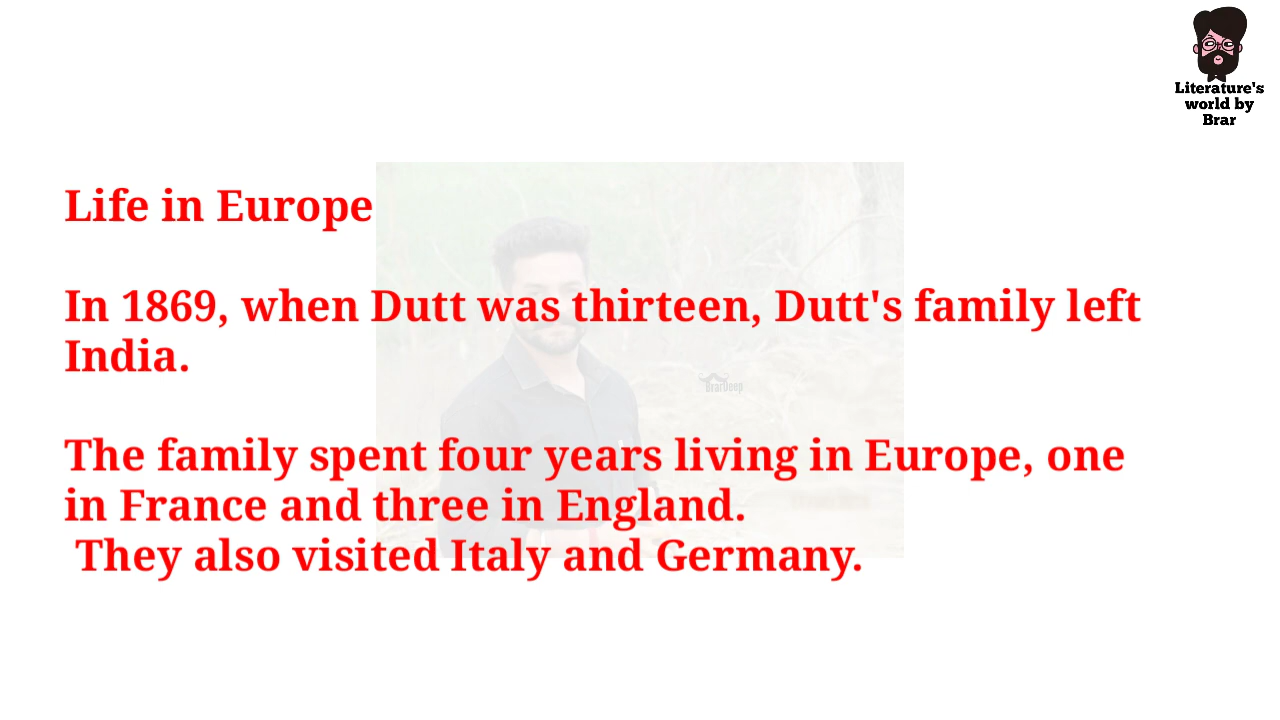 Literature's
world by
Brar
Life in Europe
In 1869, when Dutt was thirteen, Dutt's family left
India.
BrarDeep
The family spent four years living in Europe, one
in France and three in England.
They also visited Italy and Germany.